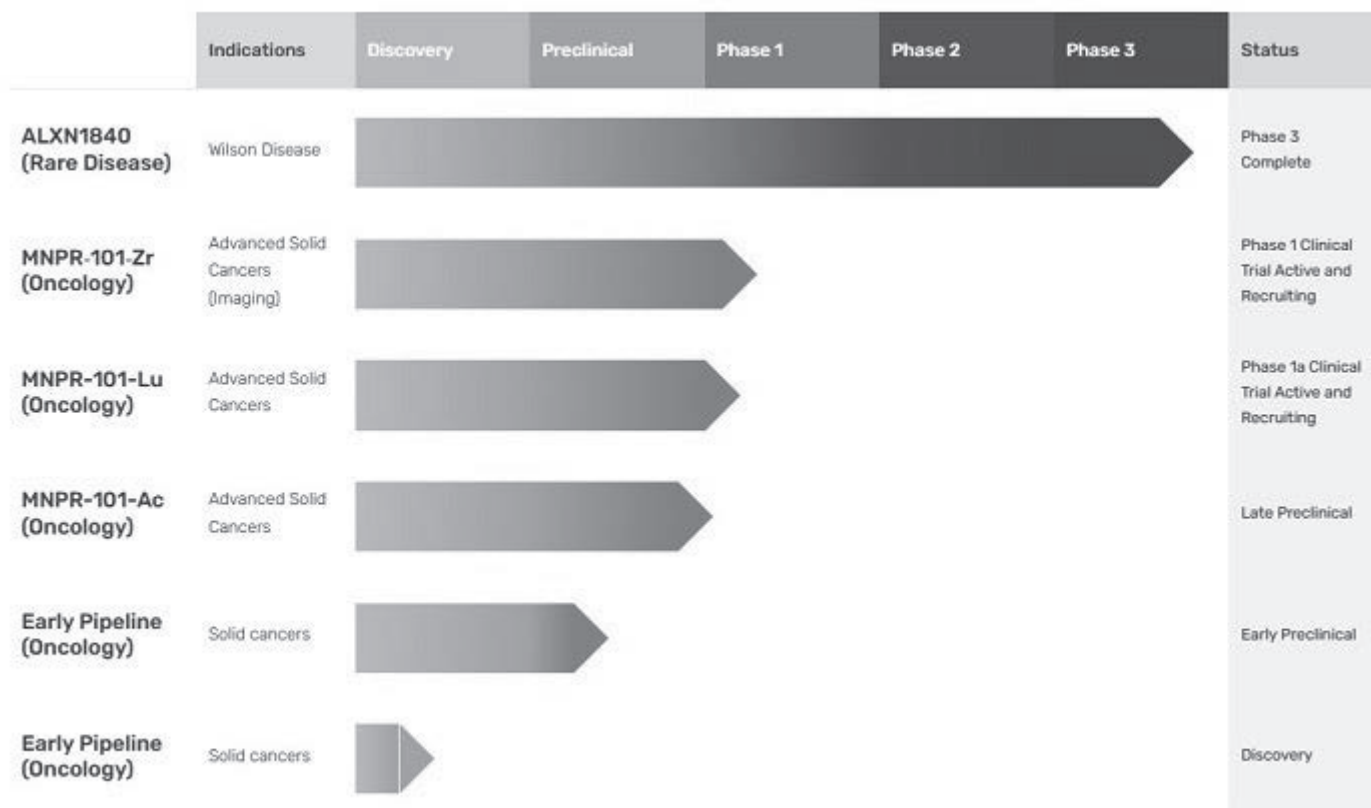 Indications Discovery Preclinical Phase 1 Phase 2 Phase 3 Status
ALXN1840
(Rare Disease)
Wilson Disease
Phase 3
Complete
MNPR-101-Zr
(Oncology)
Advanced Solid
Cancers
(Imaging)
Phase 1 Clinical
Trial Active and
Recruiting
MNPR-101-Lu
(Oncology)
Advanced Solid
Cancers
Phase 1a Clinical
Trial Active and
Recruiting
MNPR-101-Ac
(Oncology)
Advanced Solid
Cancers
Late Preclinical
Early Pipeline
(Oncology)
Solid cancers
Early Preclinical
Early Pipeline
(Oncology)
Solid cancers
Discovery